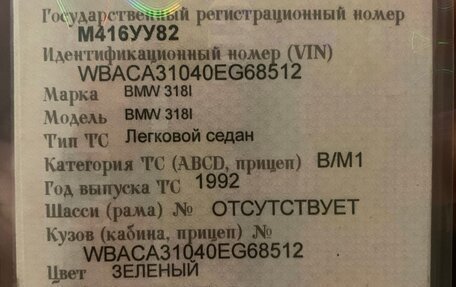 Государственный регистрационный номер
М416УУ82
Идентификационный номер (VIN)
WBACA31040EG68512
Марка BMW 318I
Модель BMW 318I
Тип ТС Легковой седан
Категория ТС (ABCD, прицеп) B/M1
Год выпуска ТС 1992
Шасси (рама) № ОТСУТСТВУЕТ
Кузов (кабина, прицеп) №
WBACA31040EG68512
Цвет ЗЕЛЕНЫЙ